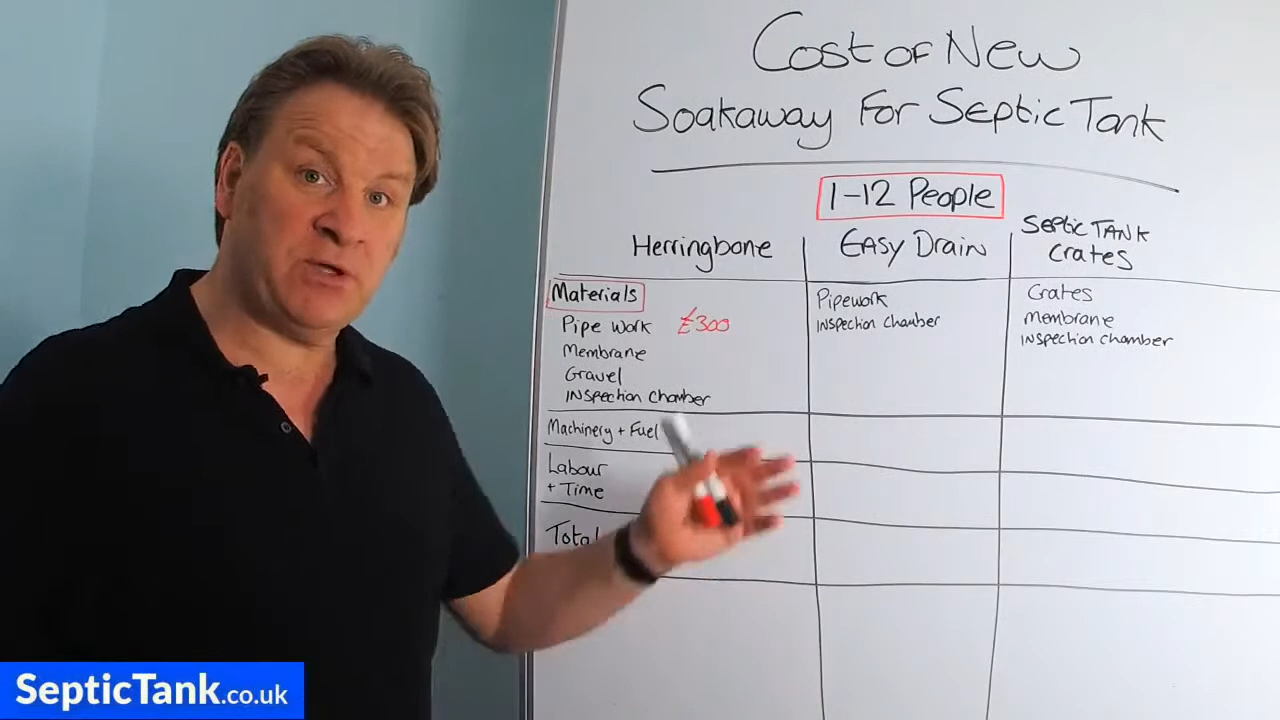 Cost of New
Soakaway For Septic Tank
1-12 People
Herringbone
EASY Drain
SEPTIC TANK
Crates
Materials
Pipe Work £300
Membrane
Gravel
INSpection Chamber
Pipework
INSPECTION chamber
Crates
Membrane
INSpection chamber
Machinery + Fuel
Labour
+ Time
Total
SepticTank.co.uk